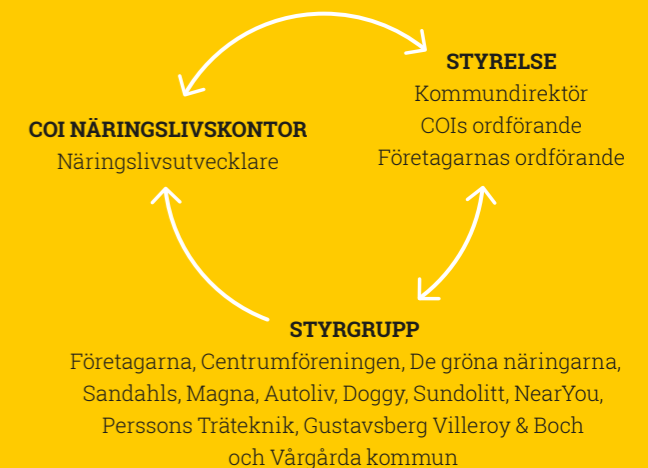 STYRELSE
Kommundirektör
COIs ordförande
Företagarnas ordförande
COI NÄRINGSLIVSKONTOR
Näringslivsutvecklare
STYRGRUPP
Företagarna, Centrumföreningen, De gröna näringarna,
Sandahls, Magna, Autoliv, Doggy, Sundolitt, NearYou,
Perssons Träteknik, Gustavsberg Villeroy & Boch
och Vårgårda kommun